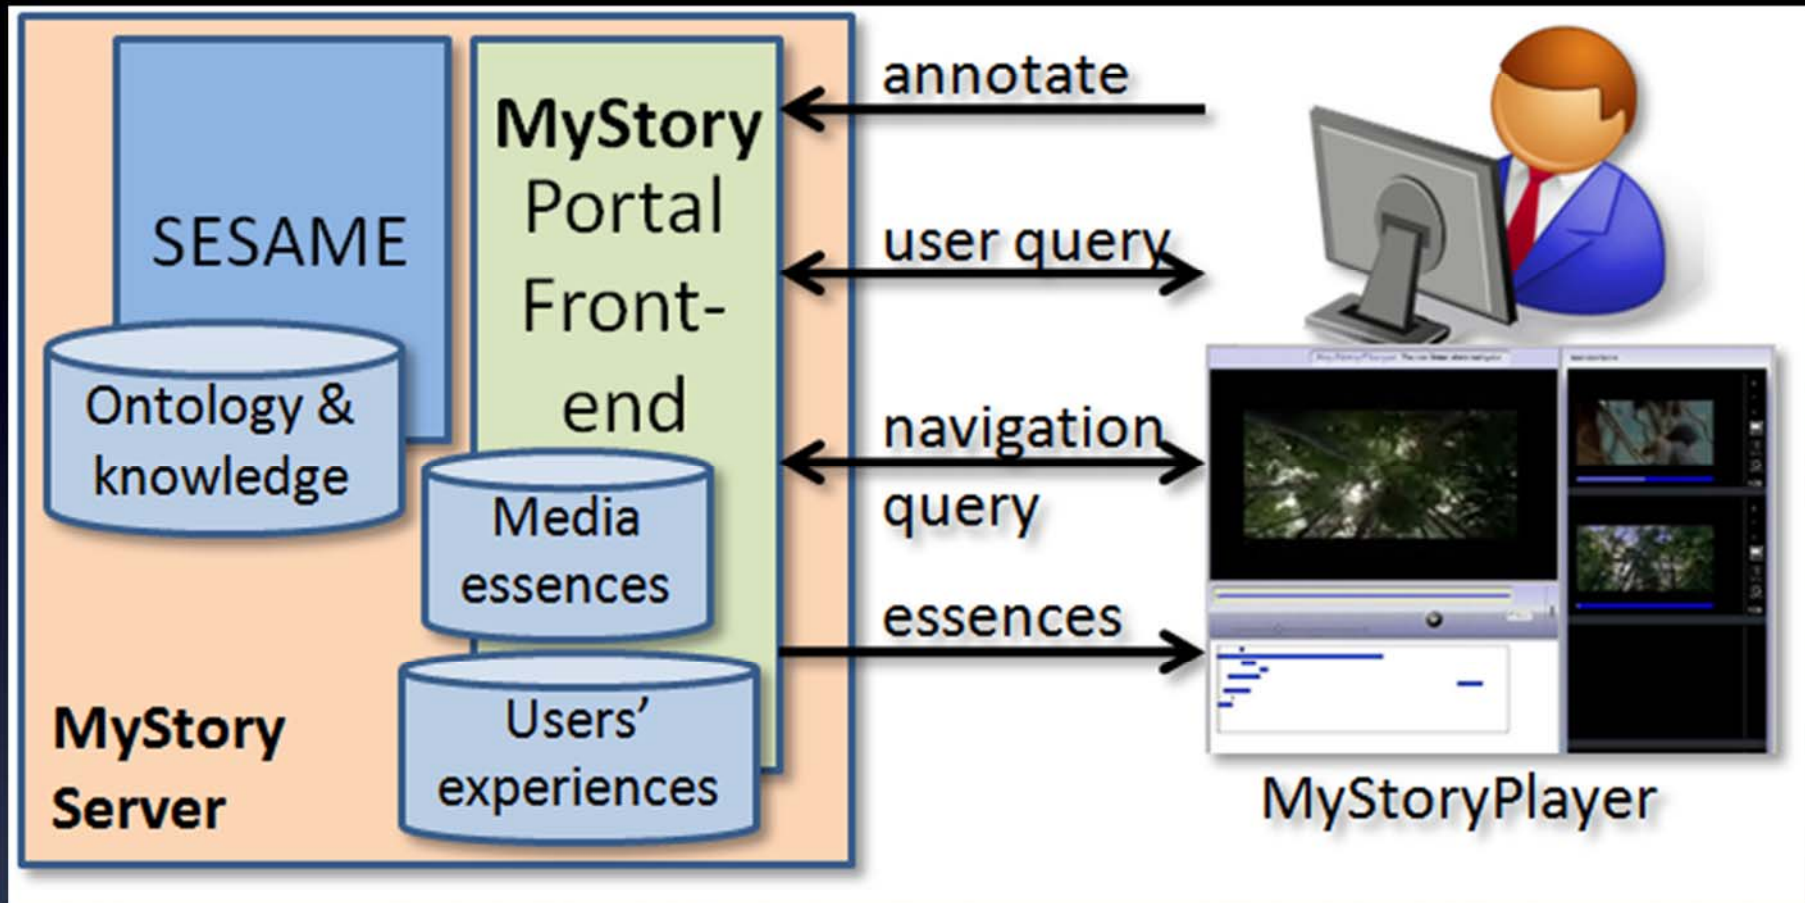 SESAME
Ontology &
knowledge
MyStory
Portal
Front-
end
Media
essences
Users’
experiences
MyStory
Server
annotate
user query
navigation
query
essences
MyStoryPlayer